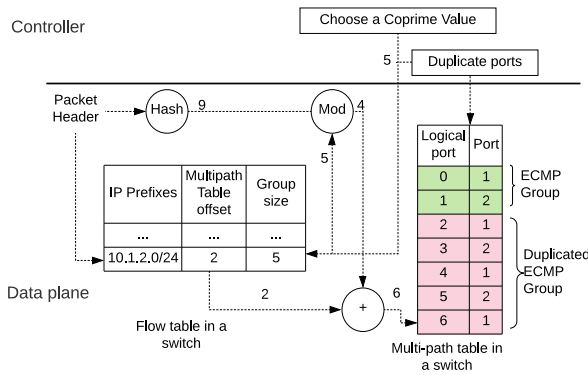 Choose a Coprime Value
Controller
5
Duplicate ports
Packet
Header
Hash
9
Mod
4
5
Logical
port
Port
0 1
1 2
2 1
3 2
4 1
5 2
6 1
ECMP
Group
Duplicated
ECMP
Group
IP Prefixes
Multipath
Table
offset
Group
size
... ... ...
10.1.2.0/24 2 5
Data plane
2
+
6
Flow table in a
switch
Multi-path table in
a switch